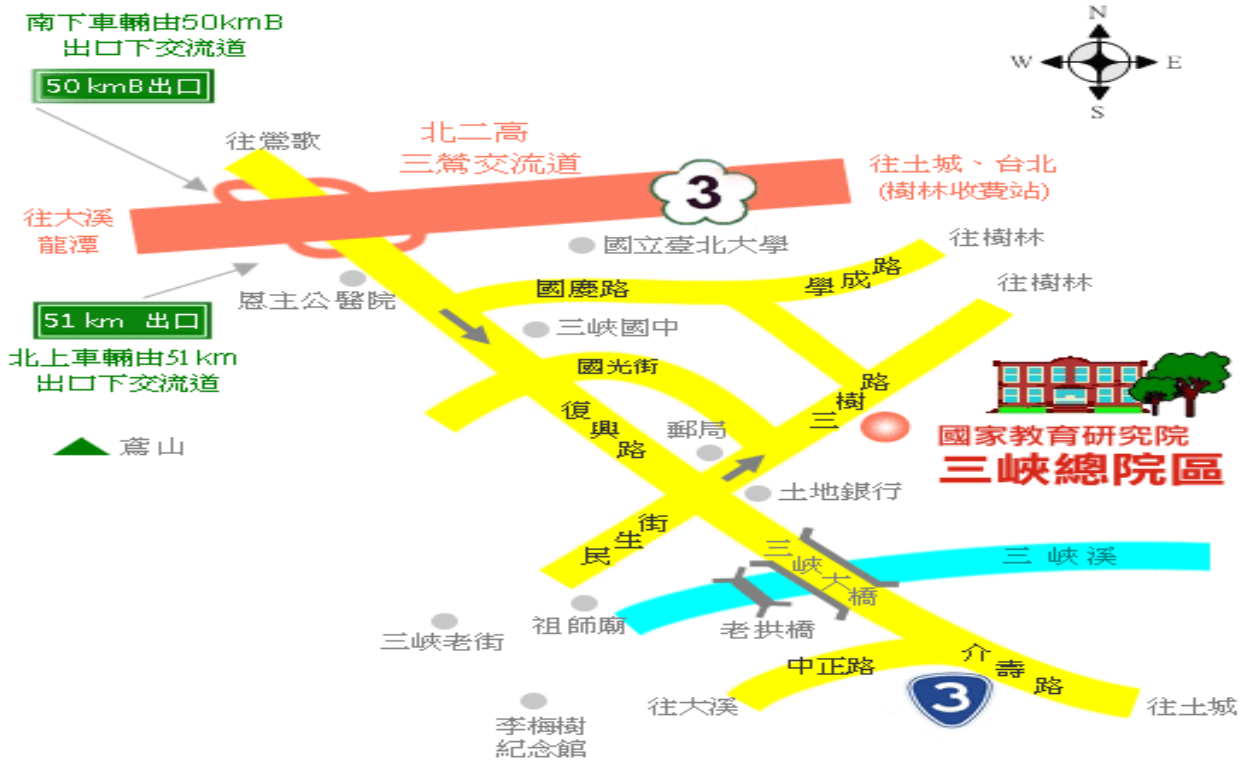 南下車輛由50kmB
出口下交流道
50 kmB出口
N
W
E
S
往鶯歌
北二高
三鶯交流道
3
往土城、台北
(樹林收費站)
往大溪
龍潭
國立臺北大學
往樹林
恩主公醫院
國慶路
學成路
往樹林
51 km 出口
三峽國中
北上車輛由51km
出口下交流道
國光街
復興路
三樹路
郵局
鳶山
國家教育研究院
三峽總院區
土地銀行
民生街
三峽大橋
三峽溪
祖師廟
老拱橋
三峽老街
中正路
介壽路
3
往大溪
往土城
李梅樹
紀念館